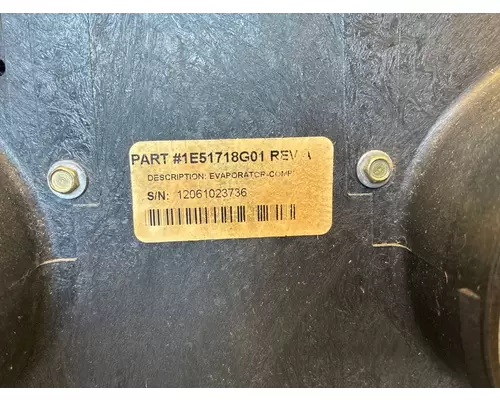 PART #1E51718G01 REV A
DESCRIPTION: EVAPORATOR-COMP
S/N: 12061023736